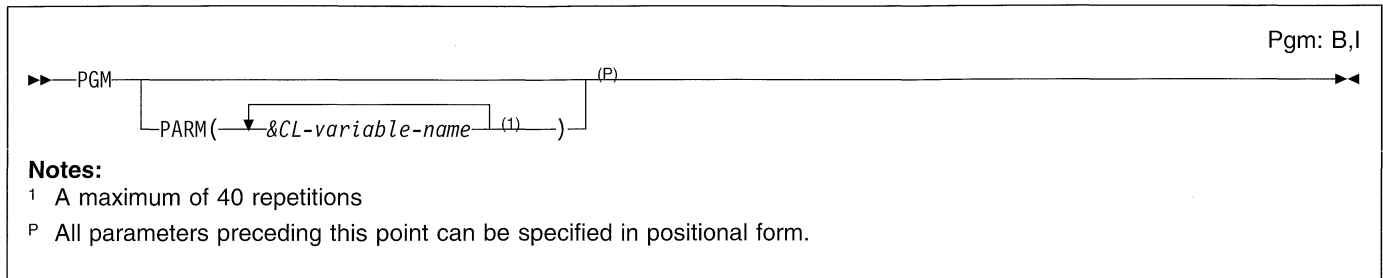 Pgm: B,I
PGM (P)
PARM( &CL-variable-name (1) )
Notes:
1 A maximum of 40 repetitions
P All parameters preceding this point can be specified in positional form.